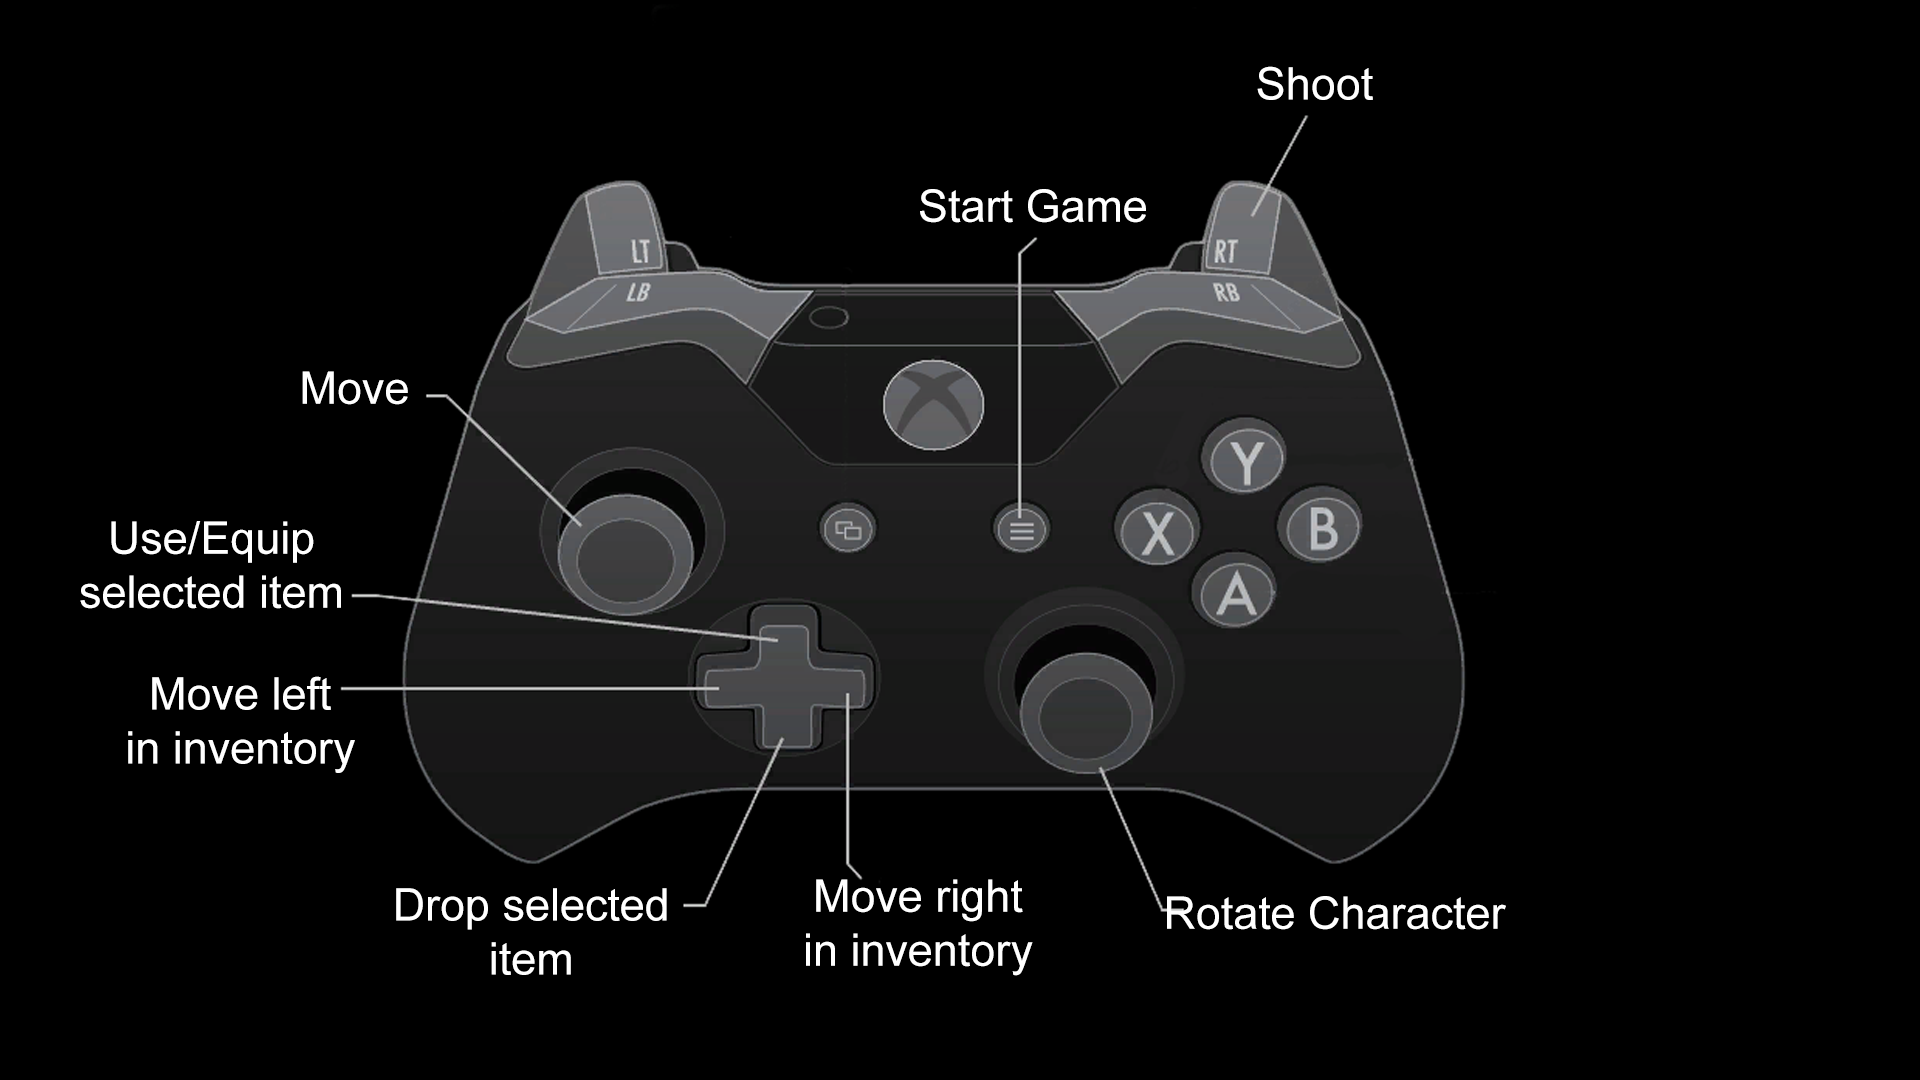 Shoot
Start Game
LT
RT
LB
RB
Move
Y
X
B
A
Use/Equip
selected item
Move left
in inventory
Drop selected
item
Move right
in inventory
Rotate Character